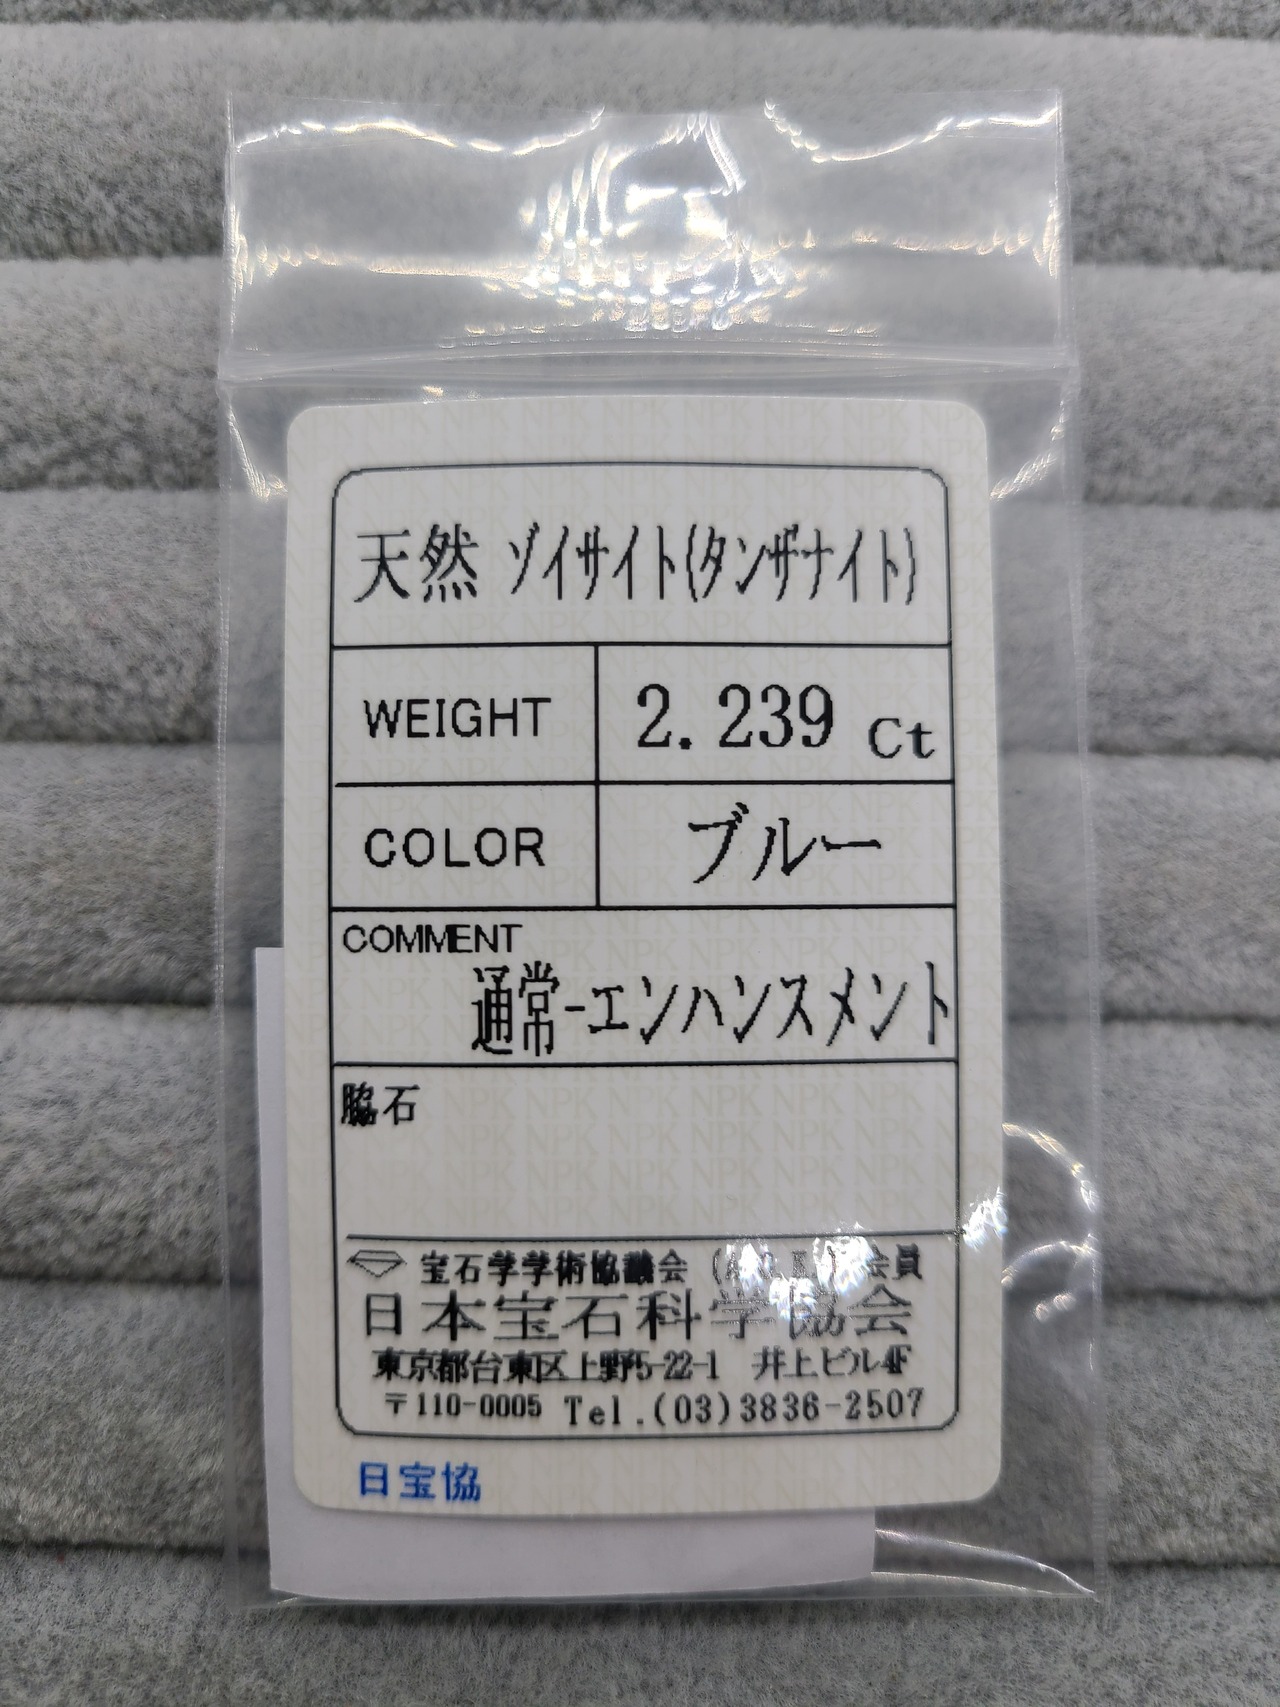 天然 ゾイサイト(タンザナイト)
WEIGHT 2.239 Ct
COLOR ブルー
COMMENT
通常-エンハンスメント
脇石
宝石学学術協議会 会員
日本宝石科学協会
東京都台東区上野5-22-1 井上ビル4F
〒110-0005 Tel.(03)3836-2507
日宝協